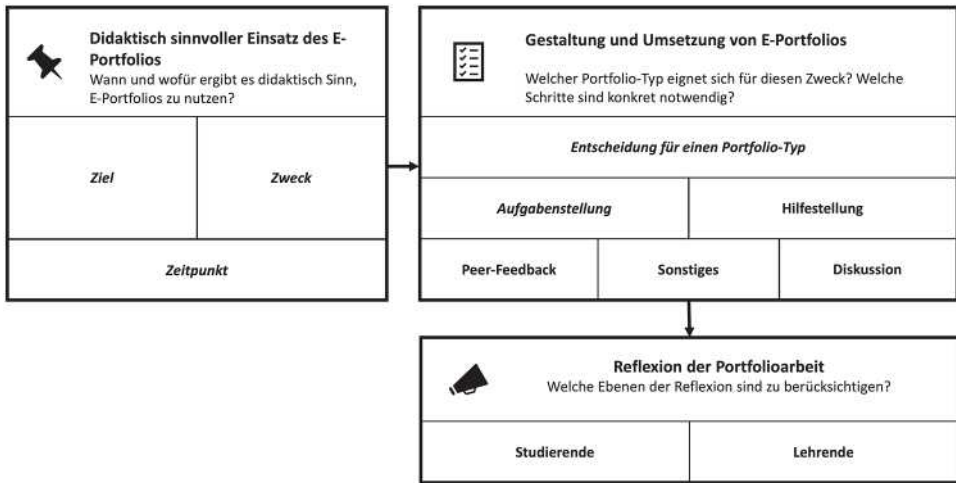 Didaktisch sinnvoller Einsatz des E-
Portfolios
Wann und wofür ergibt es didaktisch Sinn,
E-Portfolios zu nutzen?
Ziel
Zweck
Zeitpunkt
Gestaltung und Umsetzung von E-Portfolios
Welcher Portfolio-Typ eignet sich für diesen Zweck? Welche
Schritte sind konkret notwendig?
Entscheidung für einen Portfolio-Typ
Aufgabenstellung
Hilfestellung
Peer-Feedback
Sonstiges
Diskussion
Reflexion der Portfolioarbeit
Welche Ebenen der Reflexion sind zu berücksichtigen?
Studierende
Lehrende